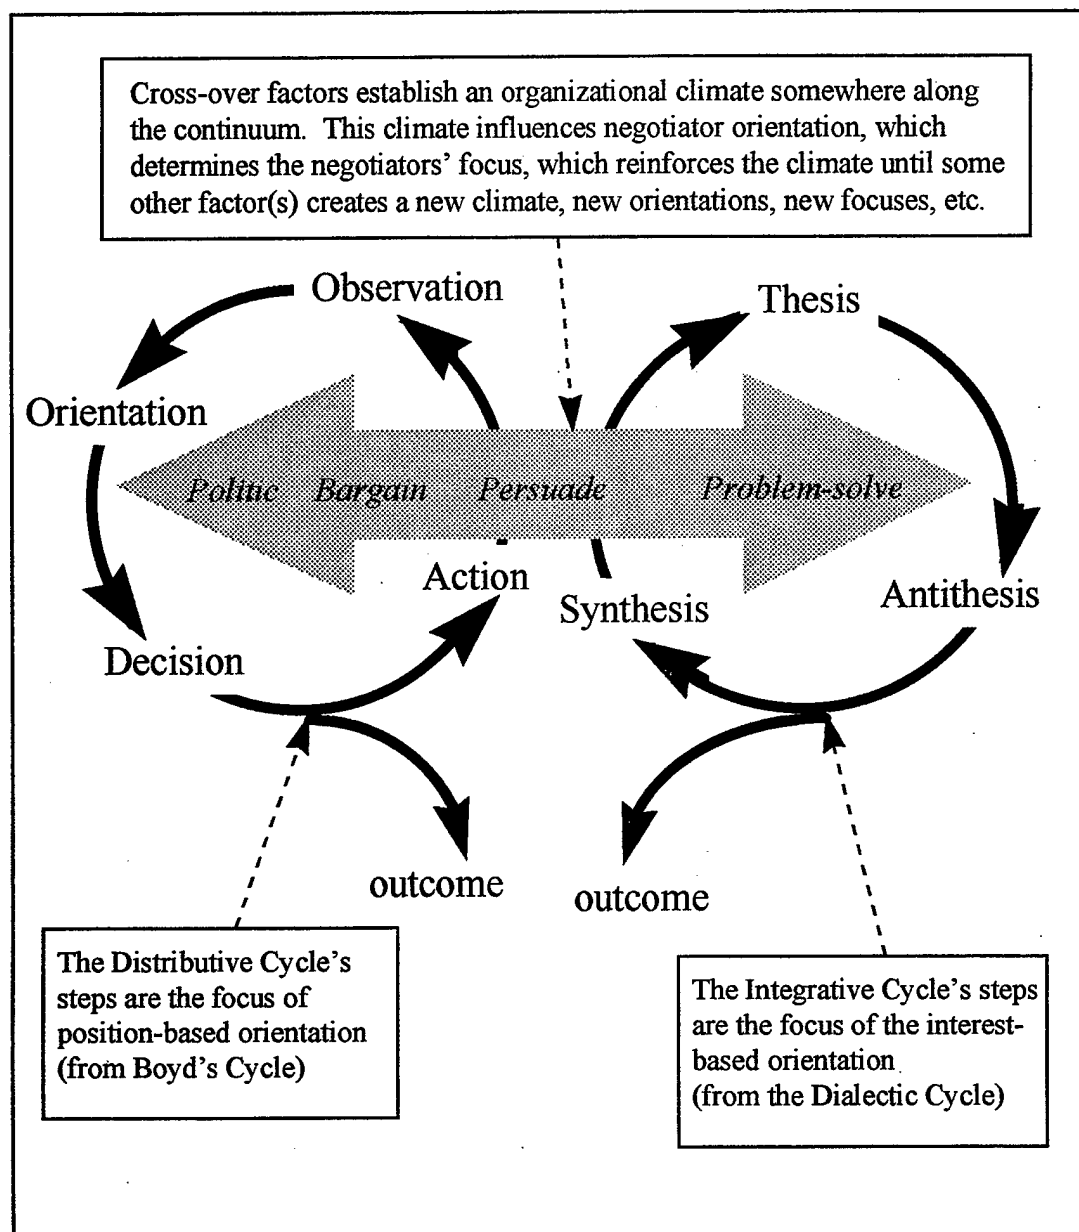 Cross-over factors establish an organizational climate somewhere along
the continuum.  This climate influences negotiator orientation, which
determines the negotiators' focus, which reinforces the climate until some
other factor(s) creates a new climate, new orientations, new focuses, etc.
Observation
Thesis
Orientation
Politic Bargain Persuade Problem-solve
Action
Synthesis
Antithesis
Decision
outcome
outcome
The Distributive Cycle's
steps are the focus of
position-based orientation
(from Boyd's Cycle)
The Integrative Cycle's steps
are the focus of the interest-
based orientation
(from the Dialectic Cycle)